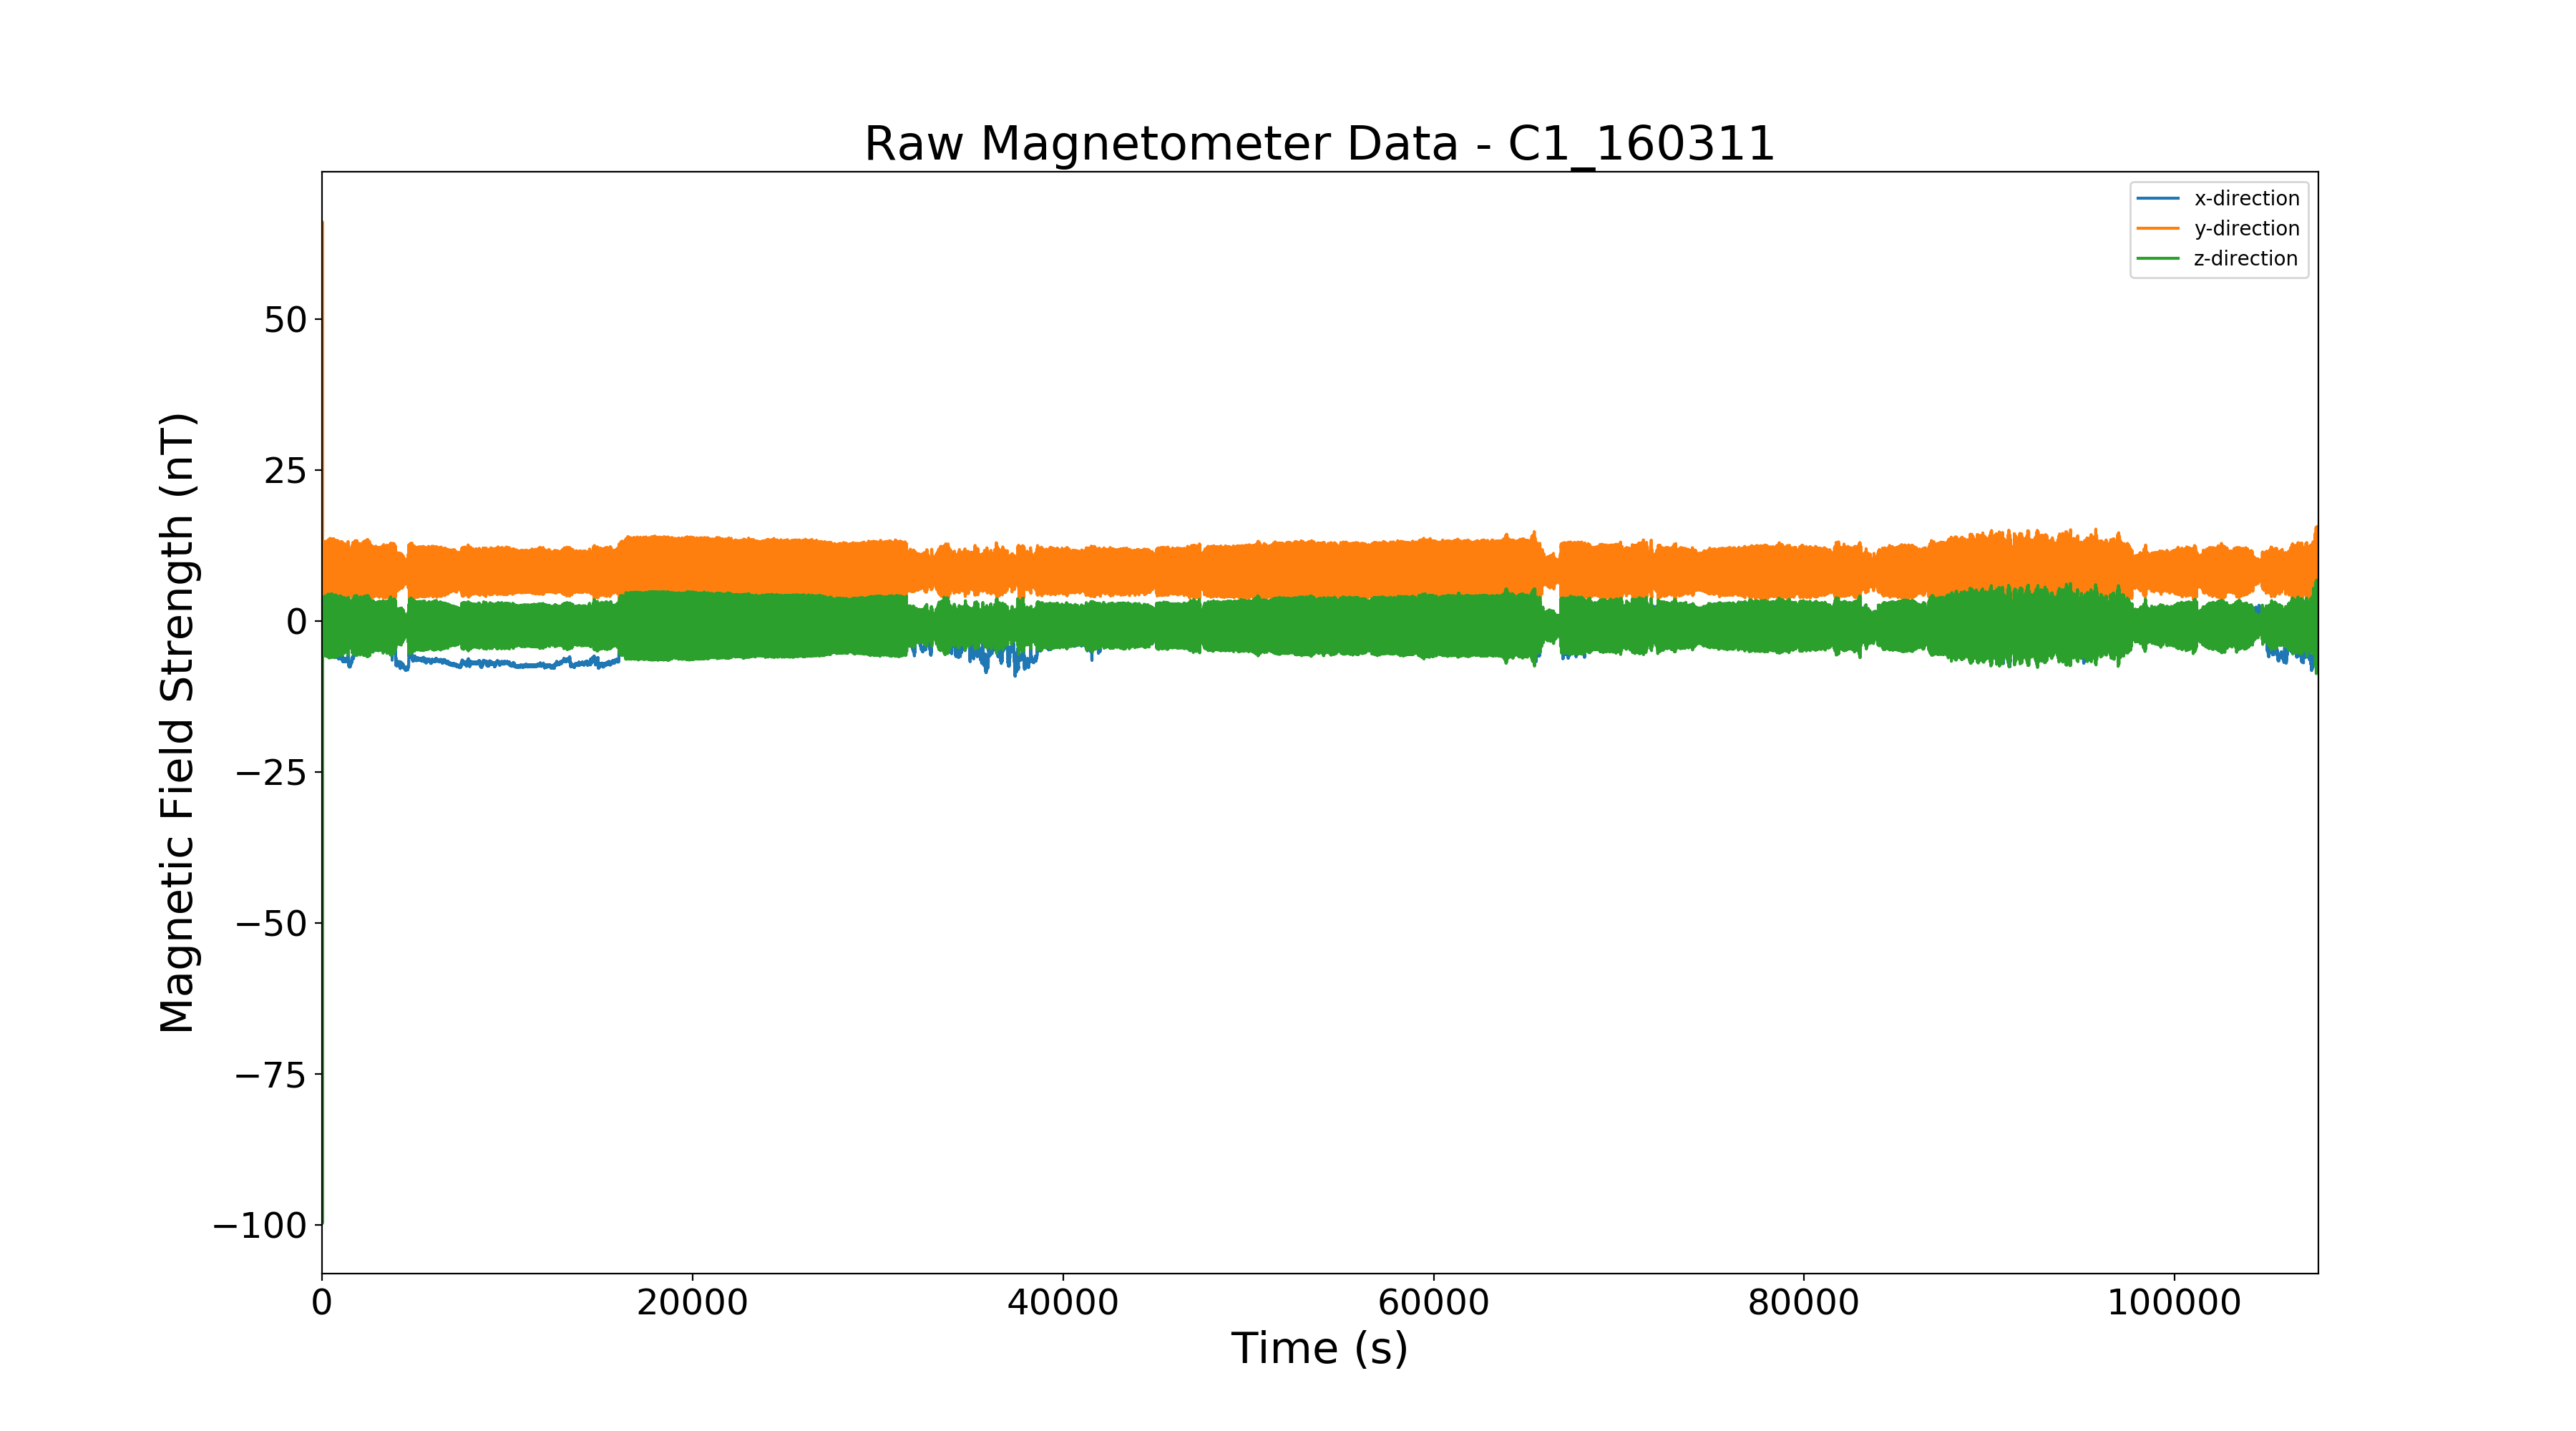 Raw Magnetometer Data - C1_160311
x-direction
y-direction
z-direction
Magnetic Field Strength (nT)
50
25
0
−25
−50
−75
−100
0 20000 40000 60000 80000 100000
Time (s)